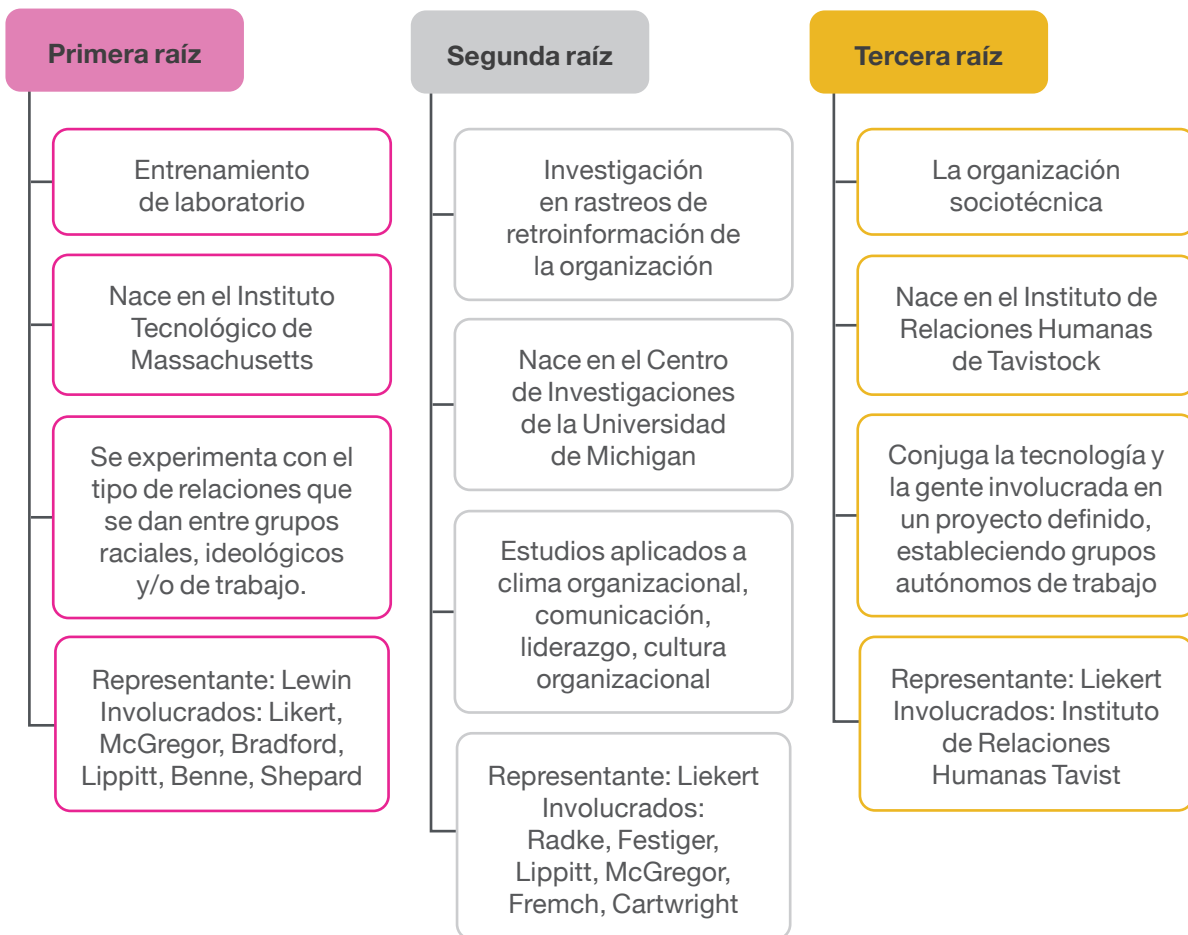 Primera raíz
Entrenamiento
de laboratorio
Nace en el Instituto
Tecnológico de
Massachusetts
Se experimenta con el
tipo de relaciones que
se dan entre grupos
raciales, ideológicos
y/o de trabajo.
Representante: Lewin
Involucrados: Likert,
McGregor, Bradford,
Lippitt, Benne, Shepard
Segunda raíz
Investigación
en rastreos de
retroinformación de
la organización
Nace en el Centro
de Investigaciones
de la Universidad
de Michigan
Estudios aplicados a
clima organizacional,
comunicación,
liderazgo, cultura
organizacional
Representante: Liekert
Involucrados:
Radke, Festiger,
Lippitt, McGregor,
Fremch, Cartwright
Tercera raíz
La organización
sociotécnica
Nace en el Instituto de
Relaciones Humanas
de Tavistock
Conjuga la tecnología y
la gente involucrada en
un proyecto definido,
estableciendo grupos
autónomos de trabajo
Representante: Liekert
Involucrados: Instituto
de Relaciones
Humanas Tavist